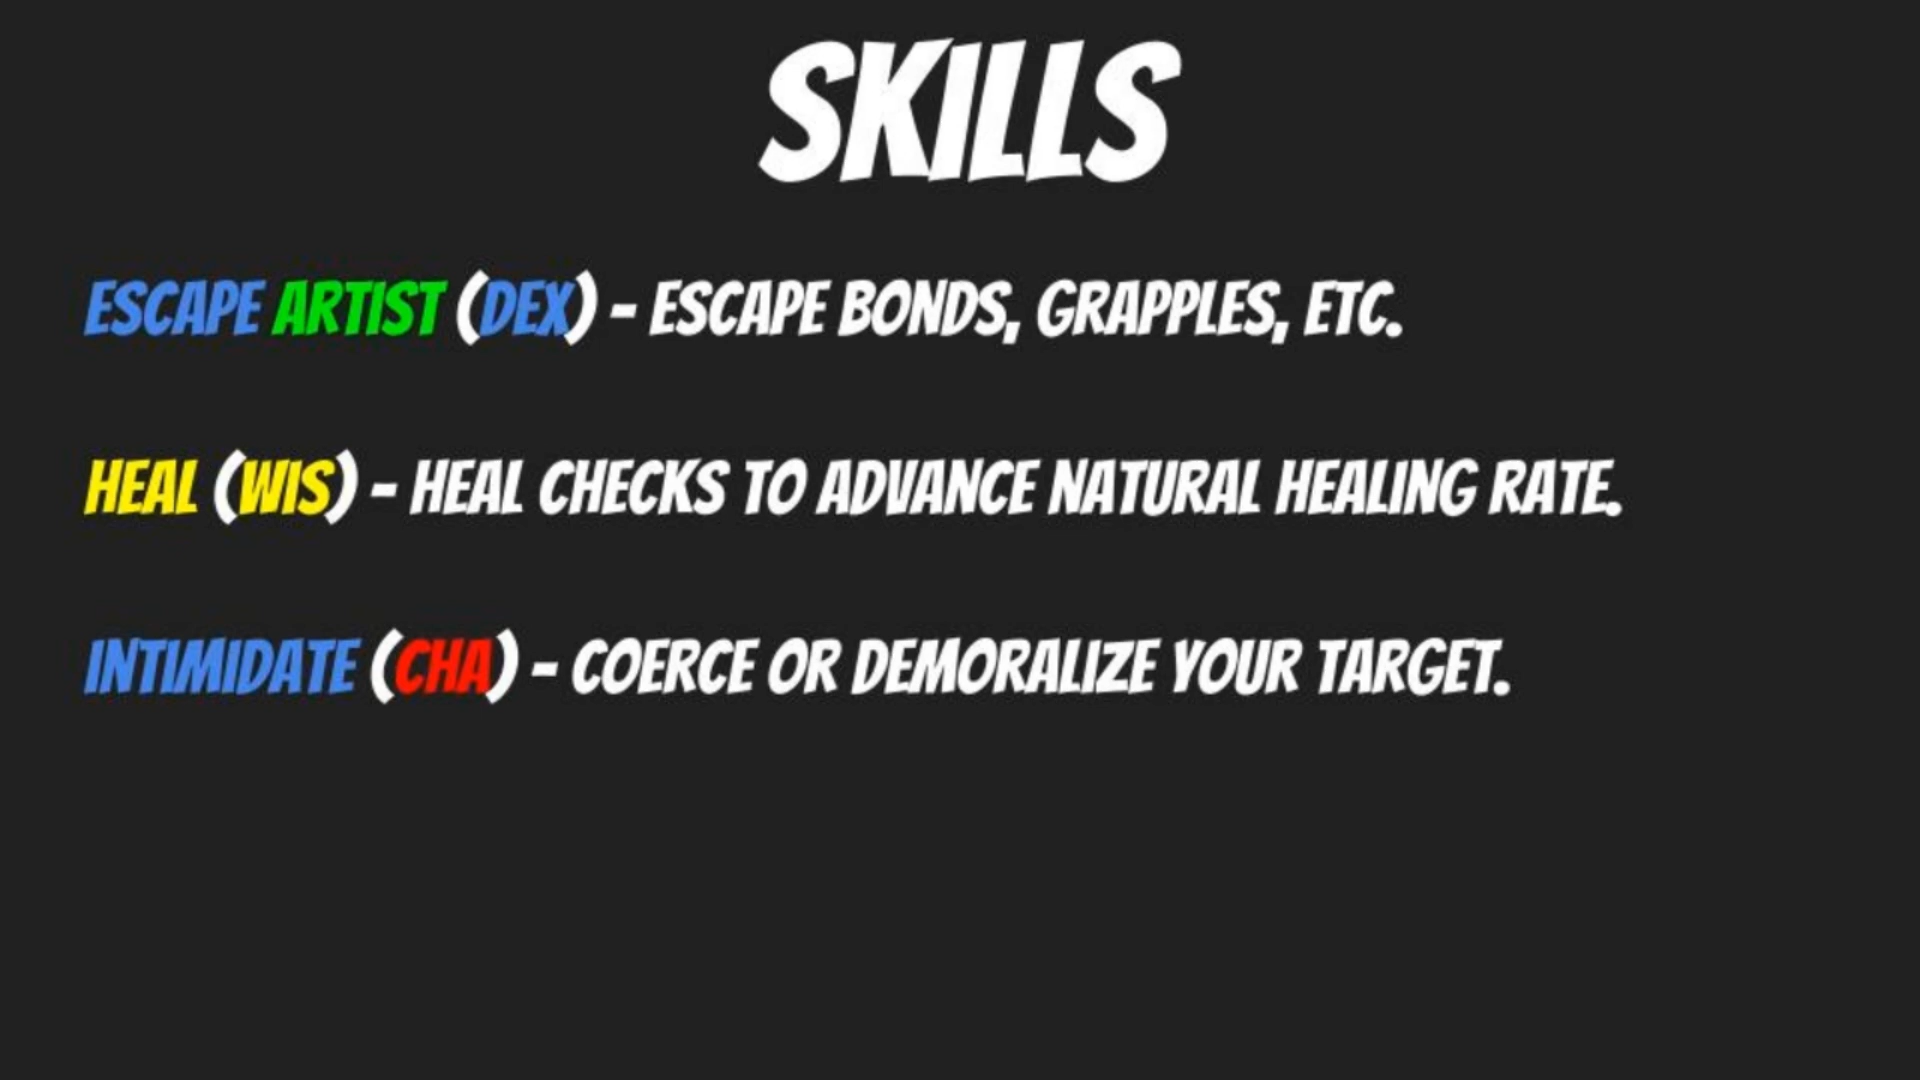 SKILLS
ESCAPE ARTIST (DEX) - ESCAPE BONDS, GRAPPLES, ETC.
HEAL (WIS) - HEAL CHECKS TO ADVANCE NATURAL HEALING RATE.
INTIMIDATE (CHA) - COERCE OR DEMORALIZE YOUR TARGET.